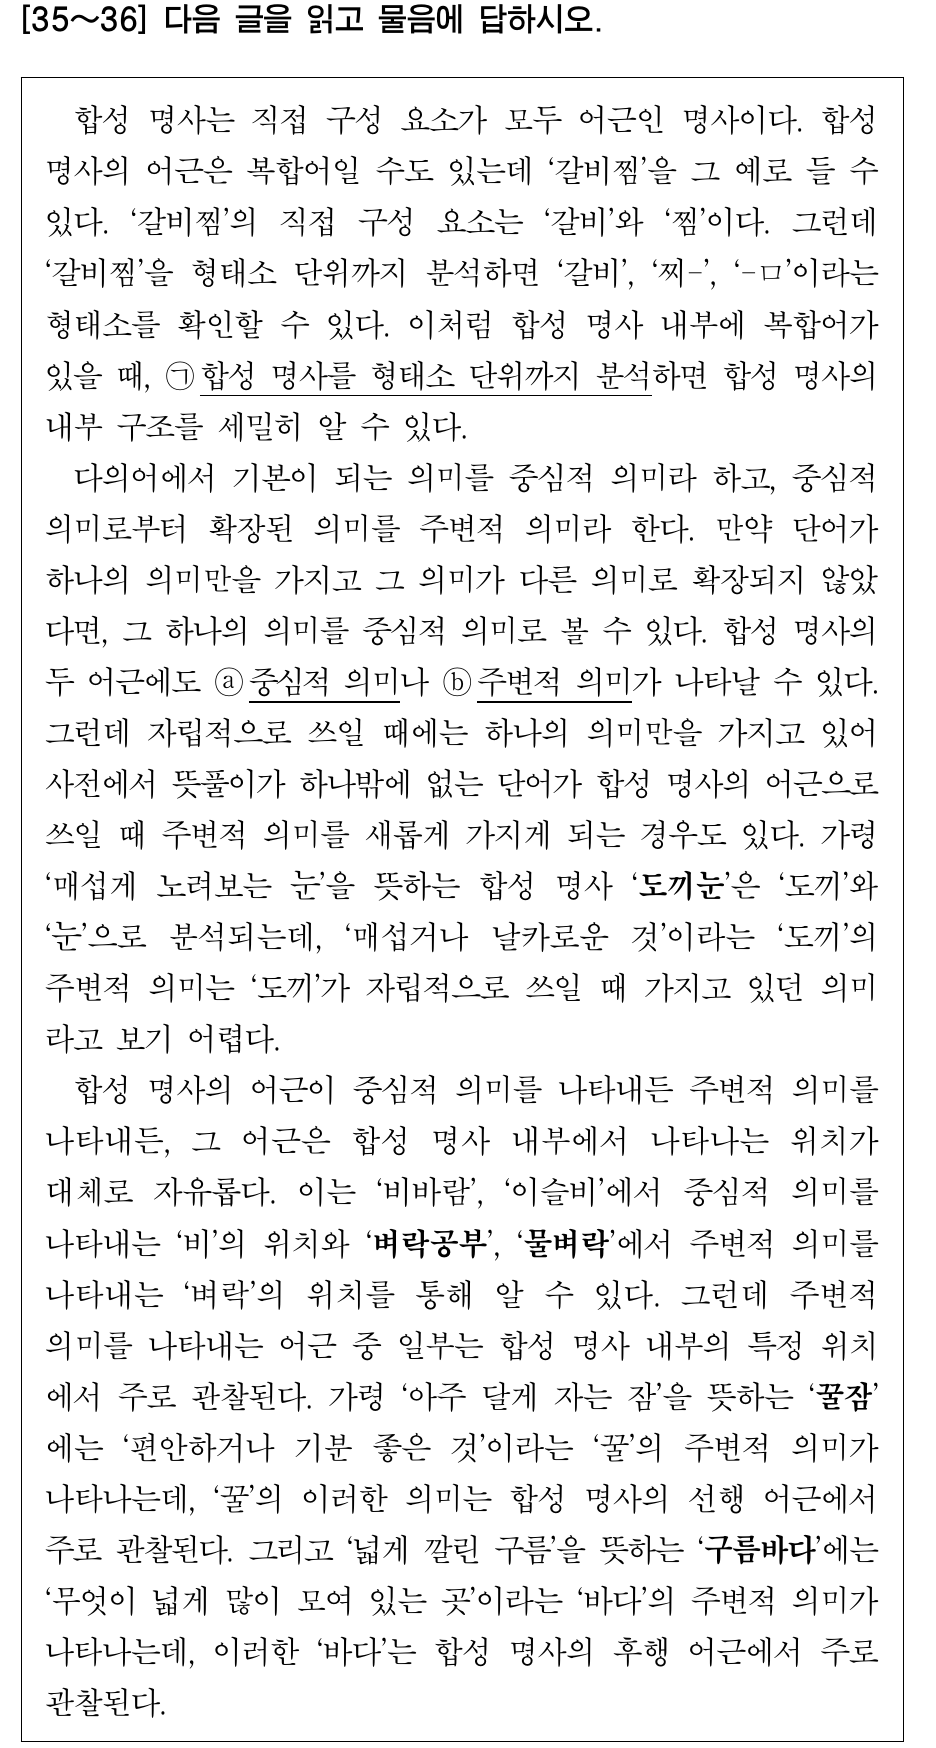 [35～36] 다음 글을 읽고 물음에 답하시오.
합성 명사는 직접 구성 요소가 모두 어근인 명사이다. 합성
명사의 어근은 복합어일 수도 있는데 ‘갈비찜’을 그 예로 들 수
있다. ‘갈비찜’의 직접 구성 요소는 ‘갈비’와 ‘찜’이다. 그런데
‘갈비찜’을 형태소 단위까지 분석하면 ‘갈비’, ‘찌-’, ‘-ㅁ’이라는
형태소를 확인할 수 있다. 이처럼 합성 명사 내부에 복합어가
있을 때, ㉠합성 명사를 형태소 단위까지 분석하면 합성 명사의
내부 구조를 세밀히 알 수 있다.
다의어에서 기본이 되는 의미를 중심적 의미라 하고, 중심적
의미로부터 확장된 의미를 주변적 의미라 한다. 만약 단어가
하나의 의미만을 가지고 그 의미가 다른 의미로 확장되지 않았
다면, 그 하나의 의미를 중심적 의미로 볼 수 있다. 합성 명사의
두 어근에도 ⓐ중심적 의미나 ⓑ주변적 의미가 나타날 수 있다.
그런데 자립적으로 쓰일 때에는 하나의 의미만을 가지고 있어
사전에서 뜻풀이가 하나밖에 없는 단어가 합성 명사의 어근으로
쓰일 때 주변적 의미를 새롭게 가지게 되는 경우도 있다. 가령
‘매섭게 노려보는 눈’을 뜻하는 합성 명사 ‘도끼눈’은 ‘도끼’와
‘눈’으로 분석되는데, ‘매섭거나 날카로운 것’이라는 ‘도끼’의
주변적 의미는 ‘도끼’가 자립적으로 쓰일 때 가지고 있던 의미
라고 보기 어렵다.
합성 명사의 어근이 중심적 의미를 나타내든 주변적 의미를
나타내든, 그 어근은 합성 명사 내부에서 나타나는 위치가
대체로 자유롭다. 이는 ‘비바람’, ‘이슬비’에서 중심적 의미를
나타내는 ‘비’의 위치와 ‘벼락공부’, ‘물벼락’에서 주변적 의미를
나타내는 ‘벼락’의 위치를 통해 알 수 있다. 그런데 주변적
의미를 나타내는 어근 중 일부는 합성 명사 내부의 특정 위치
에서 주로 관찰된다. 가령 ‘아주 달게 자는 잠’을 뜻하는 ‘꿀잠’
에는 ‘편안하거나 기분 좋은 것’이라는 ‘꿀’의 주변적 의미가
나타나는데, ‘꿀’의 이러한 의미는 합성 명사의 선행 어근에서
주로 관찰된다. 그리고 ‘넓게 깔린 구름’을 뜻하는 ‘구름바다’에는
‘무엇이 넓게 많이 모여 있는 곳’이라는 ‘바다’의 주변적 의미가
나타나는데, 이러한 ‘바다’는 합성 명사의 후행 어근에서 주로
관찰된다.